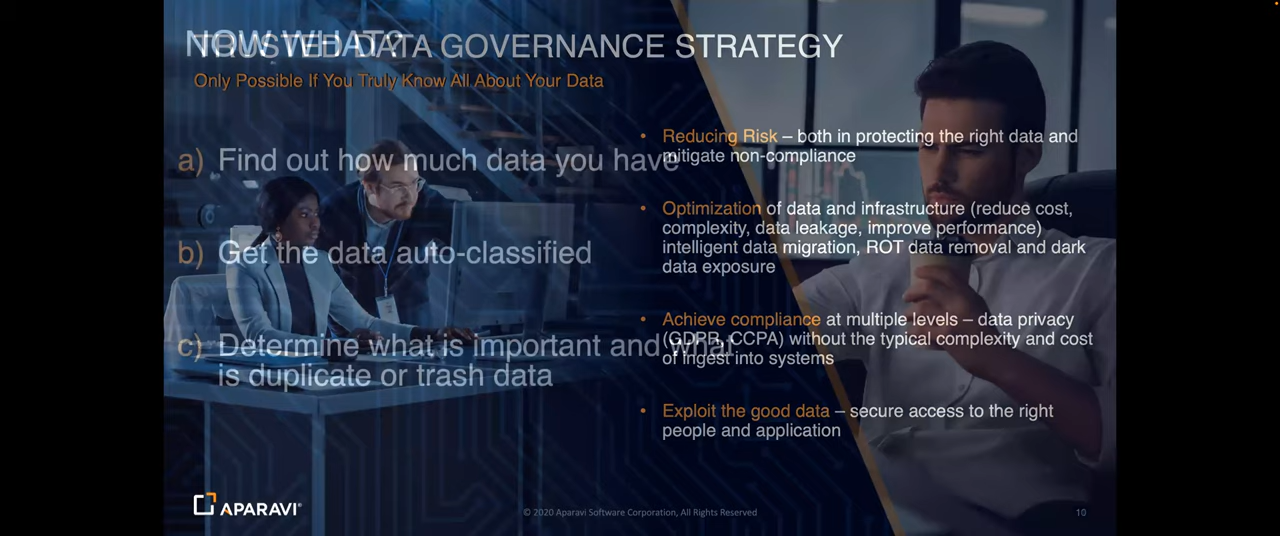 NOW WHAT?
TRUSTED DATA GOVERNANCE STRATEGY
Only Possible If You Truly Know All About Your Data
a) Find out how much data you have
b) Get the data auto-classified
c) Determine what is important and what
is duplicate or trash data
• Reducing Risk – both in protecting the right data and
mitigate non-compliance
• Optimization of data and infrastructure (reduce cost,
complexity, data leakage, improve performance)
intelligent data migration, ROT data removal and dark
data exposure
• Achieve compliance at multiple levels – data privacy
(GDPR, CCPA) without the typical complexity and cost
of ingest into systems
• Exploit the good data – secure access to the right
people and application
APARAVI®
© 2020 Aparavi Software Corporation, All Rights Reserved
10